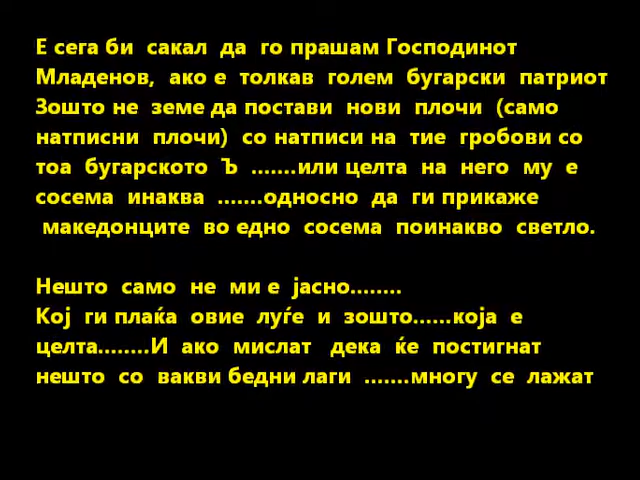 Е сега би сакал да го прашам Господинот
Младенов, ако е толкав голем бугарски патриот
Зошто не земе да постави нови плочи (само
натписни плочи) со натписи на тие гробови со
тоа бугарското Ъ .......или целта на него му е
сосема инаква .......односно да ги прикаже
македонците во едно сосема поинакво светло.
Нешто само не ми е јасно........
Кој ги плаќа овие луѓе и зошто......која е
целта........И ако мислат дека ќе постигнат
нешто со вакви бедни лаги .......многу се лажат